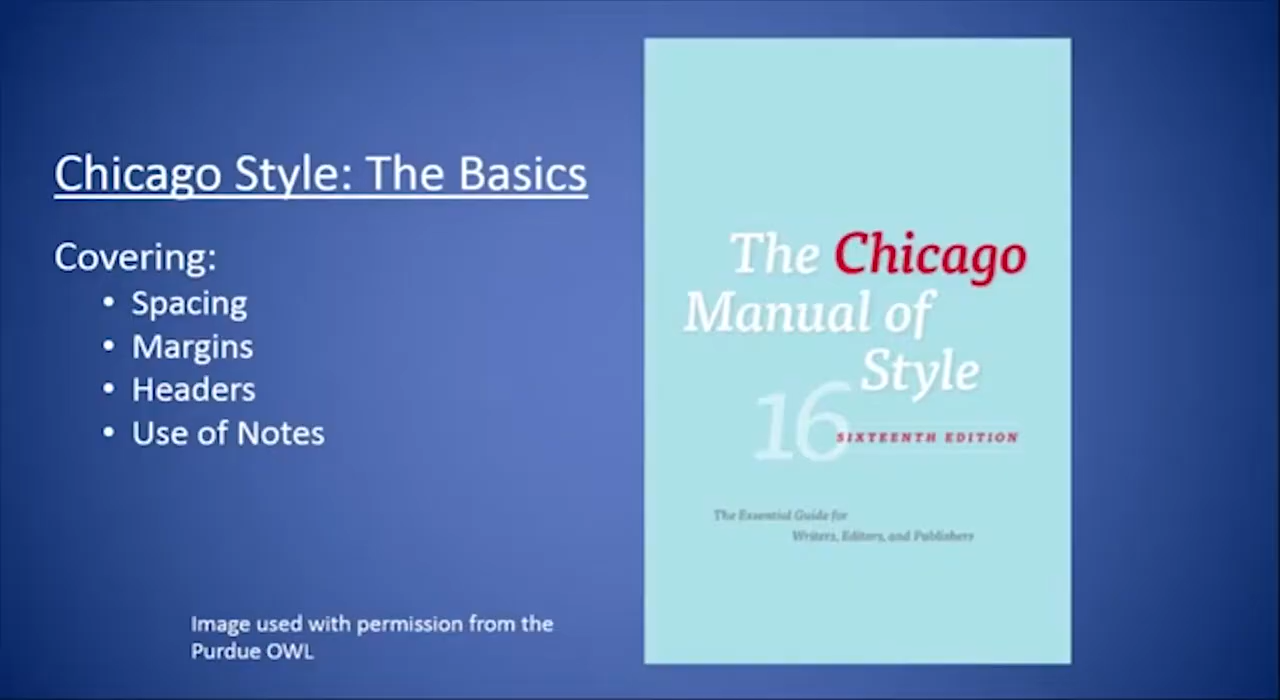 Chicago Style: The Basics
Covering:
• Spacing
• Margins
• Headers
• Use of Notes
Image used with permission from the
Purdue OWL
The Chicago
Manual of
Style
16
SIXTEENTH EDITION
The Essential Guide for
Writers, Editors, and Publishers